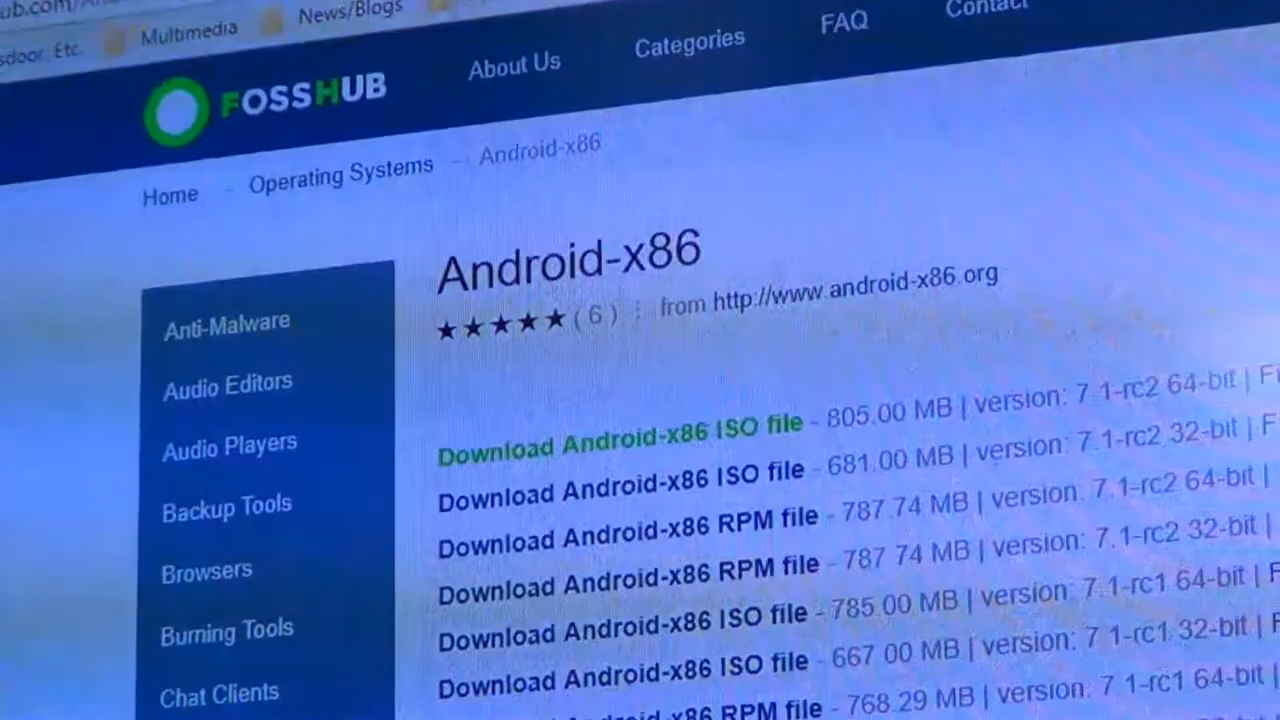 ub.com/
sdoor, Etc.
Multimedia
News/Blogs
FOSSHUB
About Us
Categories
FAQ
Contact
Home - Operating Systems - Android-x86
Android-x86
★★★★★ ( 6 ) ⋮ from http://www.android-x86.org
Anti-Malware
Audio Editors
Audio Players
Backup Tools
Browsers
Burning Tools
Chat Clients
Download Android-x86 ISO file - 805.00 MB | version: 7.1-rc2 64-bit | Fi
Download Android-x86 ISO file - 681.00 MB | version: 7.1-rc2 32-bit | F
Download Android-x86 RPM file - 787.74 MB | version: 7.1-rc2 64-bit |
Download Android-x86 RPM file - 787.74 MB | version: 7.1-rc2 32-bit |
Download Android-x86 ISO file - 785.00 MB | version: 7.1-rc1 64-bit | F
Download Android-x86 ISO file - 667.00 MB | version: 7.1-rc1 32-bit | F
x86 RPM file - 768.29 MB | version: 7.1-rc1 64-bit |